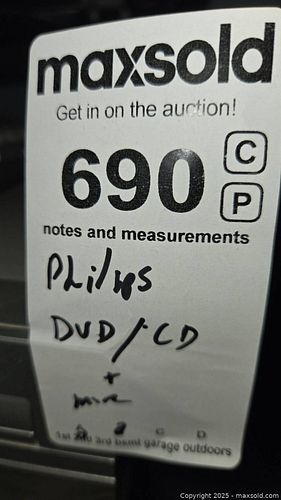 maxsold
Get in on the auction!
C
690
P
notes and measurements
Philips
DVD/CD
+
more
A B C D
1st 2nd 3rd bsmt garage outdoors
Copyright © 2025 - maxsold.com